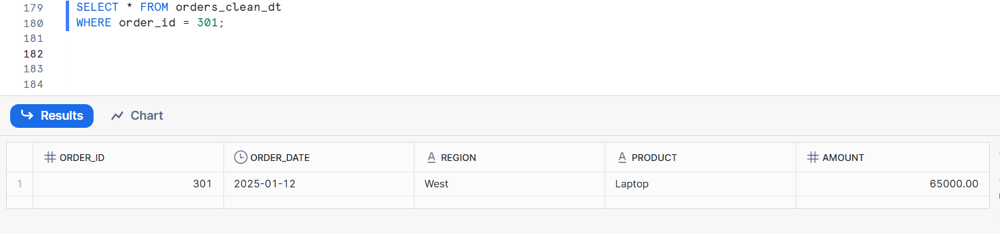 179 SELECT * FROM orders_clean_dt
180 WHERE order_id = 301;
181
182
183
184
Results Chart
ORDER_ID ORDER_DATE REGION PRODUCT AMOUNT
1 301 2025-01-12 West Laptop 65000.00